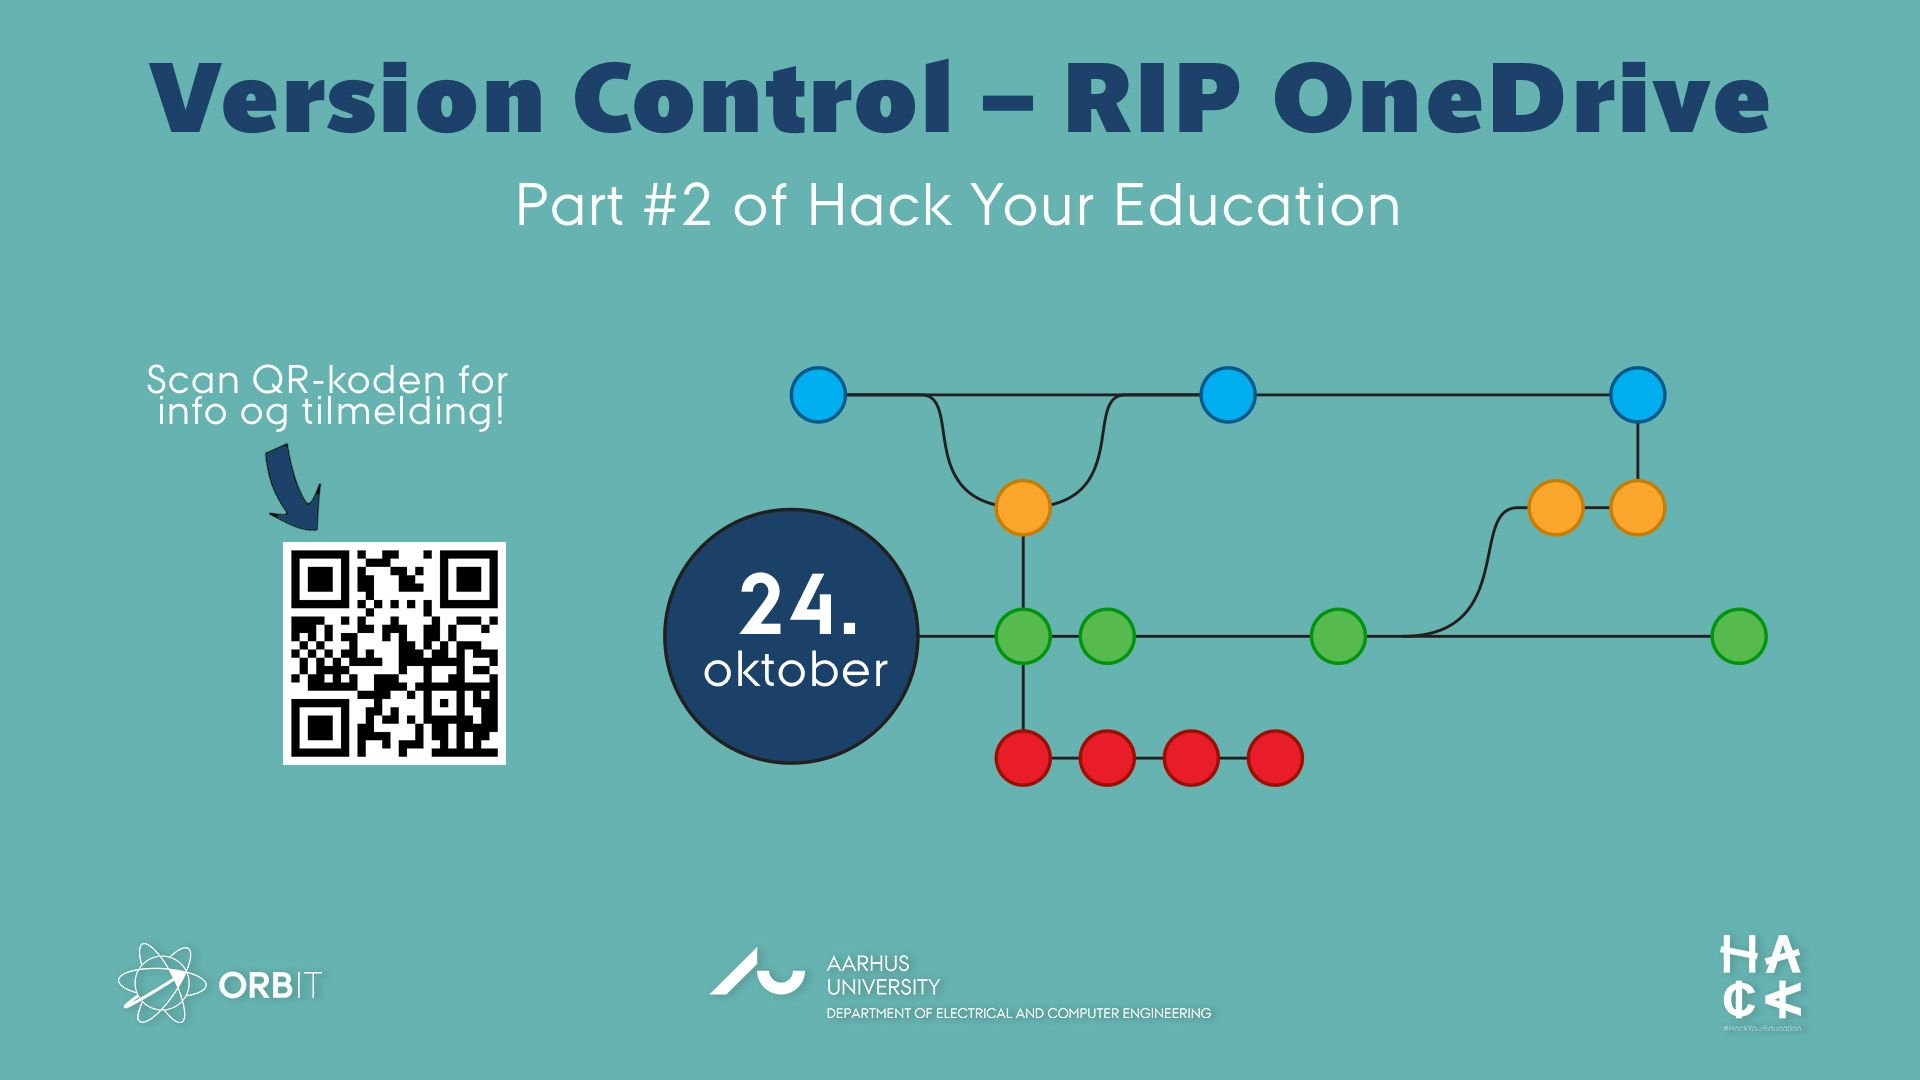 Version Control – RIP OneDrive
Part #2 of Hack Your Education
Scan QR-koden for
info og tilmelding!
24.
oktober
ORBIT
AARHUS
UNIVERSITY
DEPARTMENT OF ELECTRICAL AND COMPUTER ENGINEERING
HA
CK
#HackYourEducation